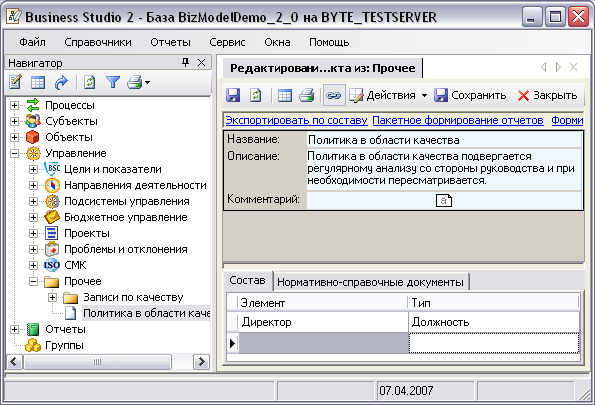 Business Studio 2 - База BizModelDemo_2_0 на BYTE_TESTSERVER
Файл Справочники Отчеты Сервис Окна Помощь
Навигатор
Процессы
Субъекты
Объекты
Управление
BSC Цели и показатели
Направления деятельности
Подсистемы управления
Бюджетное управление
Проекты
Проблемы и отклонения
ISO СМК
Прочее
Записи по качеству
Политика в области каче
Отчеты
Группы
Редактировани...кта из: Прочее
Действия Сохранить Закрыть
Экспортировать по составу Пакетное формирование отчетов Форми
Название: Политика в области качества
Описание: Политика в области качества подвергается
регулярному анализу со стороны руководства и при
необходимости пересматривается.
Комментарий: a
Состав Нормативно-справочные документы
Элемент Тип
Директор Должность
07.04.2007